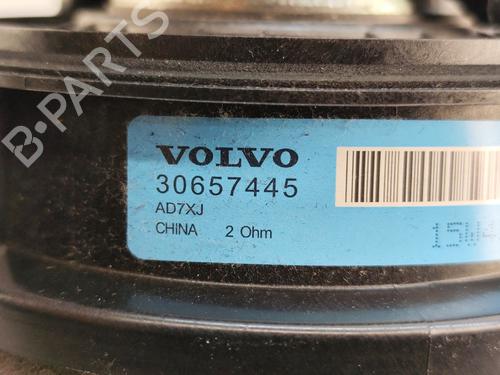 B-PARTS
VOLVO
30657445
AD7XJ
CHINA 2 Ohm